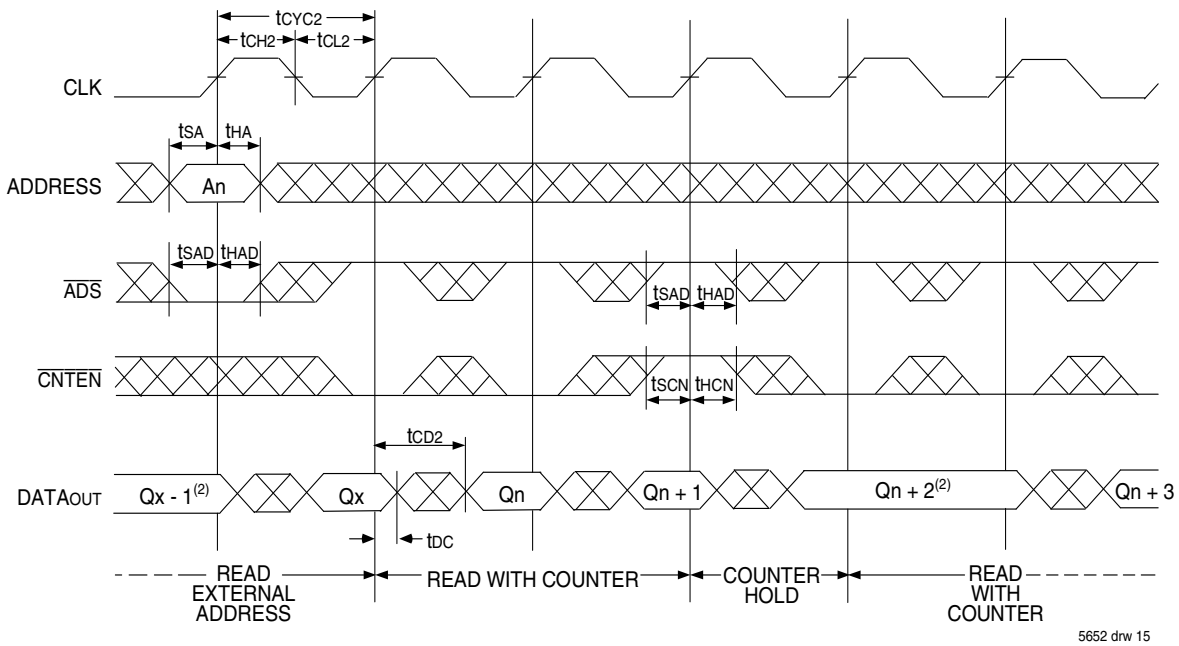 tCYC2
tCH2 tCL2
CLK
tSA tHA
ADDRESS An
tSAD tHAD
ADS
tSAD tHAD
CNTEN
tSCN tHCN
tCD2
DATAOUT Qx - 1(2) Qx Qn Qn + 1 Qn + 2(2) Qn + 3
tDC
READ EXTERNAL ADDRESS
READ WITH COUNTER
COUNTER HOLD
READ WITH COUNTER
5652 drw 15